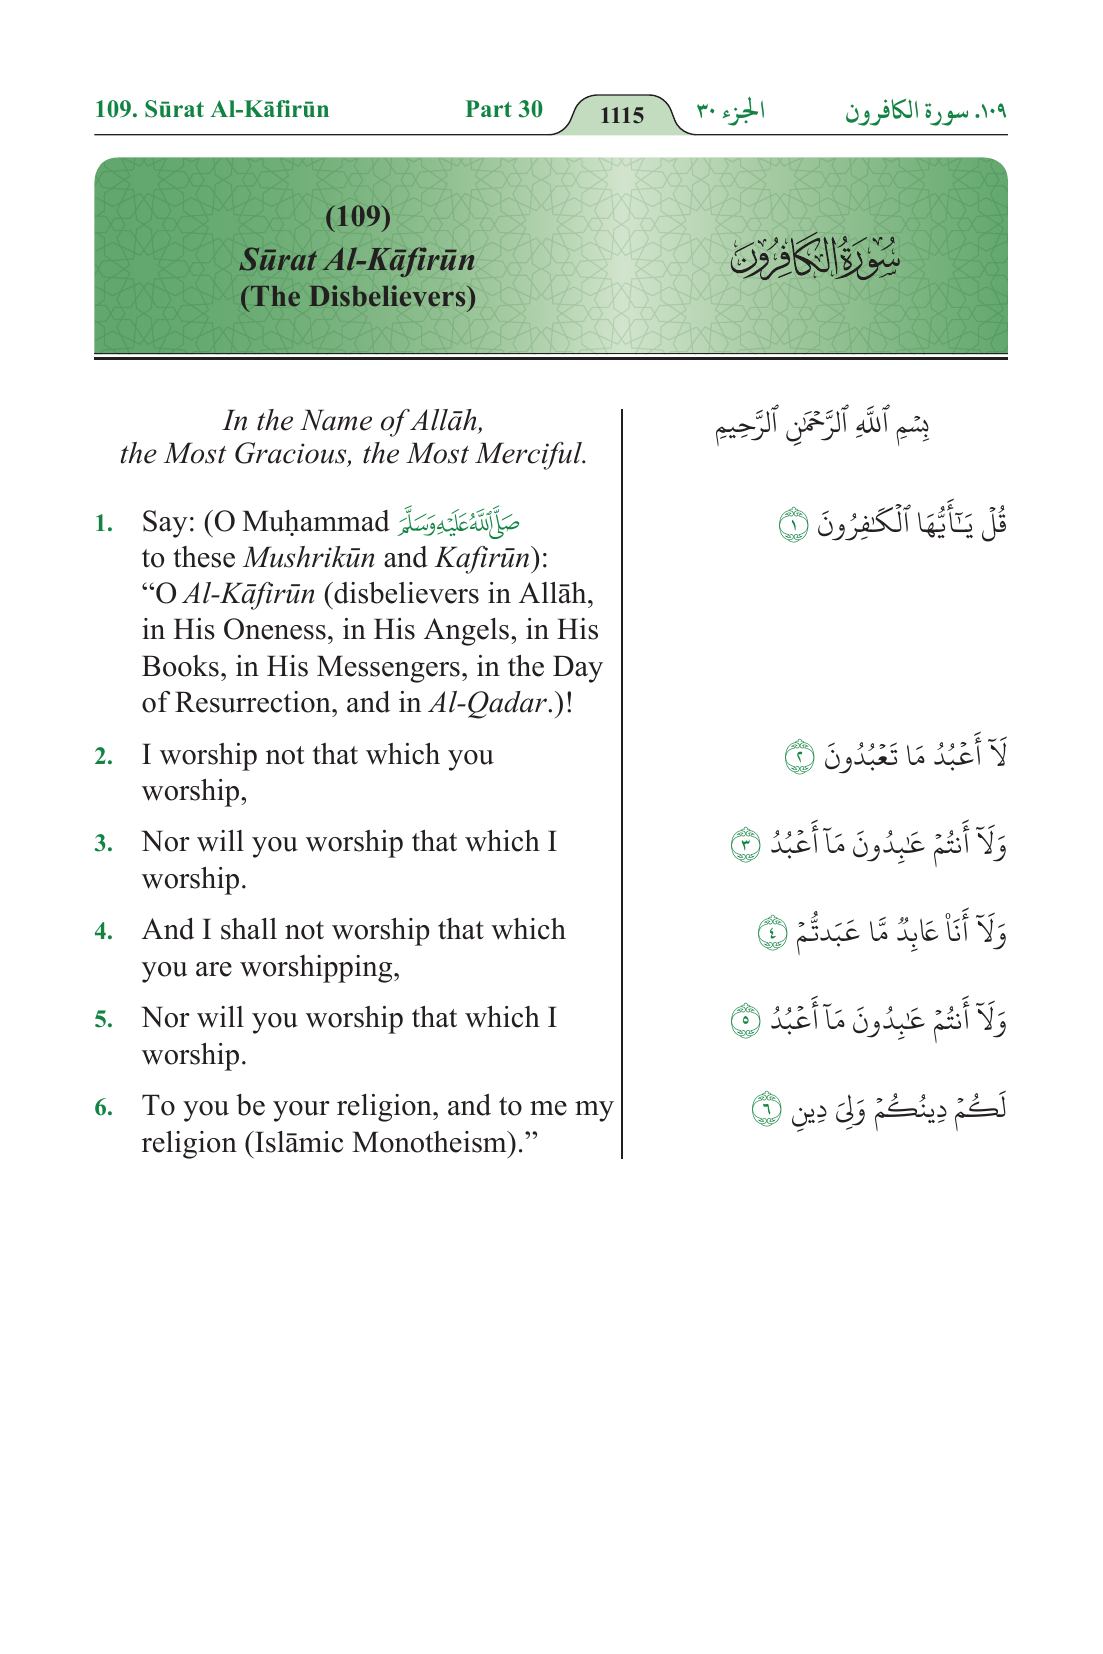 109. Sūrat Al-Kāfirūn Part 30 1115 الجزء ٣٠ ١٠٩. سورة الكافرون
(109)
Sūrat Al-Kāfirūn
(The Disbelievers)
سُورَةُ الكَافِرُونَ
In the Name of Allāh,
the Most Gracious, the Most Merciful.
بِسۡمِ ٱللَّهِ ٱلرَّحۡمَٰنِ ٱلرَّحِيمِ
1. Say: (O Muḥammad صَلَّى ٱللَّهُ عَلَيْهِ وَسَلَّمَ
to these Mushrikūn and Kafirūn):
“O Al-Kāfirūn (disbelievers in Allāh,
in His Oneness, in His Angels, in His
Books, in His Messengers, in the Day
of Resurrection, and in Al-Qadar.)!
قُلۡ يَـٰٓأَيُّهَا ٱلۡكَٰفِرُونَ ١
2. I worship not that which you
worship,
لَآ أَعۡبُدُ مَا تَعۡبُدُونَ ٢
3. Nor will you worship that which I
worship.
وَلَآ أَنتُمۡ عَٰبِدُونَ مَآ أَعۡبُدُ ٣
4. And I shall not worship that which
you are worshipping,
وَلَآ أَنَا۠ عَابِدٞ مَّا عَبَدتُّمۡ ٤
5. Nor will you worship that which I
worship.
وَلَآ أَنتُمۡ عَٰبِدُونَ مَآ أَعۡبُدُ ٥
6. To you be your religion, and to me my
religion (Islāmic Monotheism).”
لَكُمۡ دِينُكُمۡ وَلِيَ دِينِ ٦